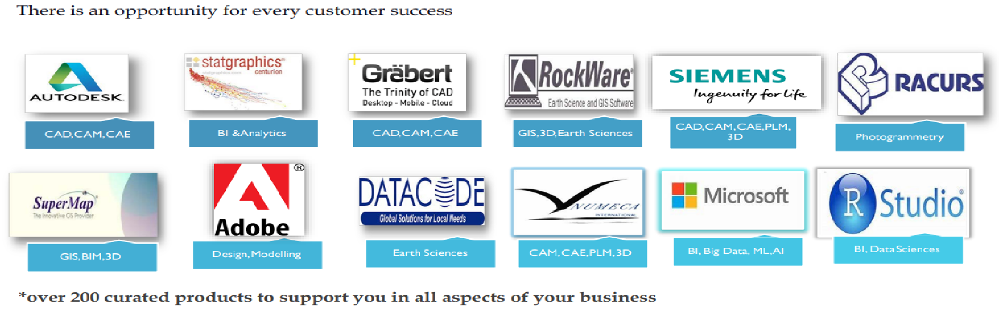 There is an opportunity for every customer success
AUTODESK.
statgraphics®
centurion
statgraphics.com
Gräbert
The Trinity of CAD
Desktop - Mobile - Cloud
RockWare®
Earth Science and GIS Software
SIEMENS
Ingenuity for life
RACURS
CAD,CAM,CAE
BI &Analytics
CAD,CAM,CAE
GIS,3D,Earth Sciences
CAD,CAM,CAE,PLM,
3D
Photogrammetry
SuperMap®
The Innovative GIS Provider
®
Adobe
DATACODE
Global Solutions for Local Needs
NUMECA
INTERNATIONAL
Microsoft
R Studio®
GIS,BIM,3D
Design,Modelling
Earth Sciences
CAM,CAE,PLM,3D
BI, Big Data, ML,AI
BI, Data Sciences
*over 200 curated products to support you in all aspects of your business